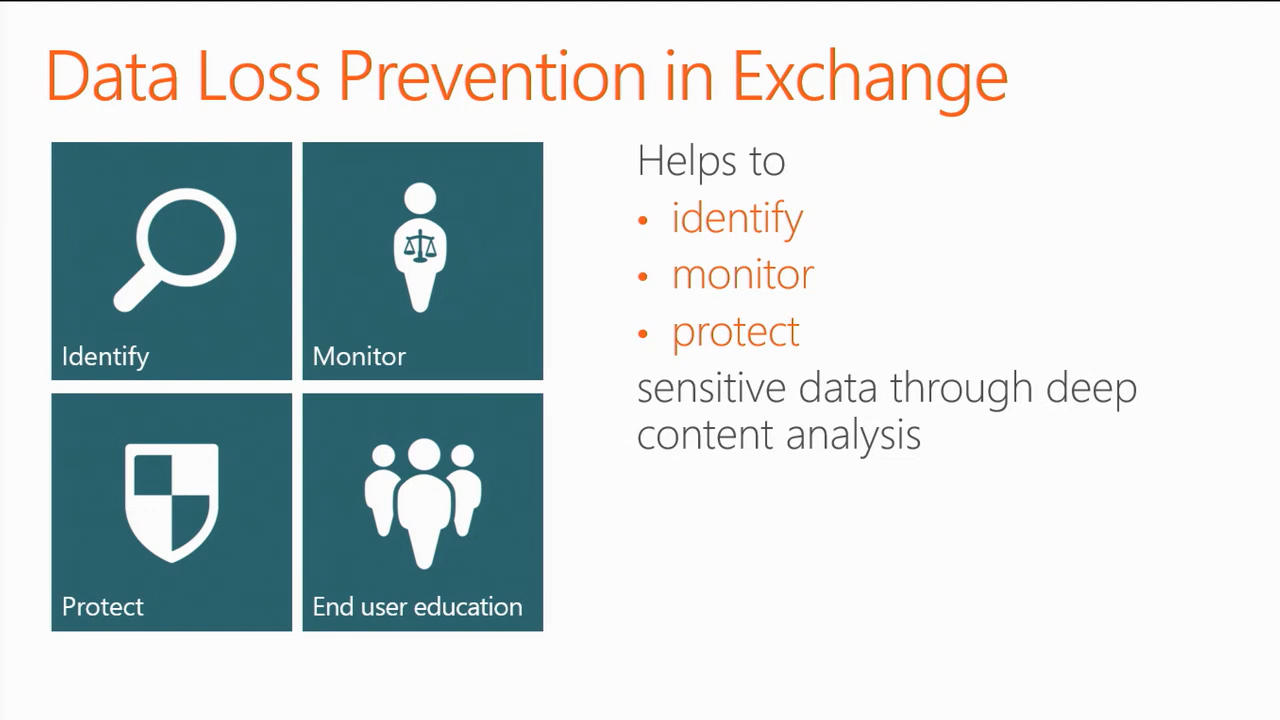 Data Loss Prevention in Exchange
Identify
Monitor
Protect
End user education
Helps to
• identify
• monitor
• protect
sensitive data through deep
content analysis